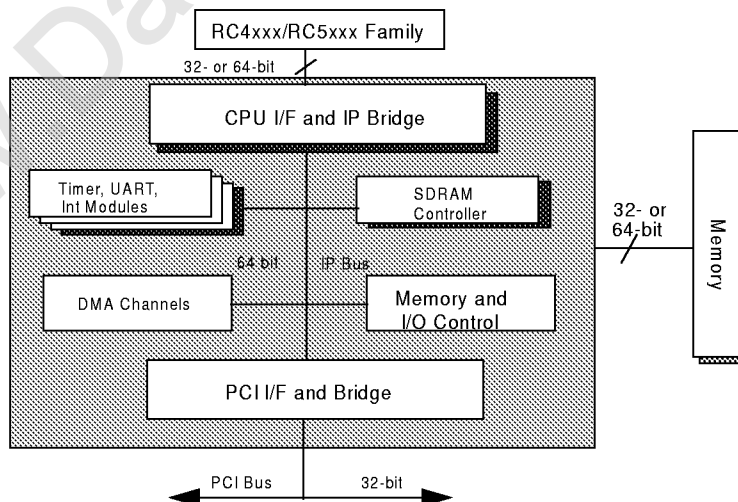 RC4xxx/RC5xxx Family
32- or 64-bit
CPU I/F and IP Bridge
Timer, UART,
Int Modules
SDRAM
Controller
32- or
64-bit
Memory
64 bit
IP Bus
DMA Channels
Memory and
I/O Control
PCI I/F and Bridge
PCI Bus
32-bit